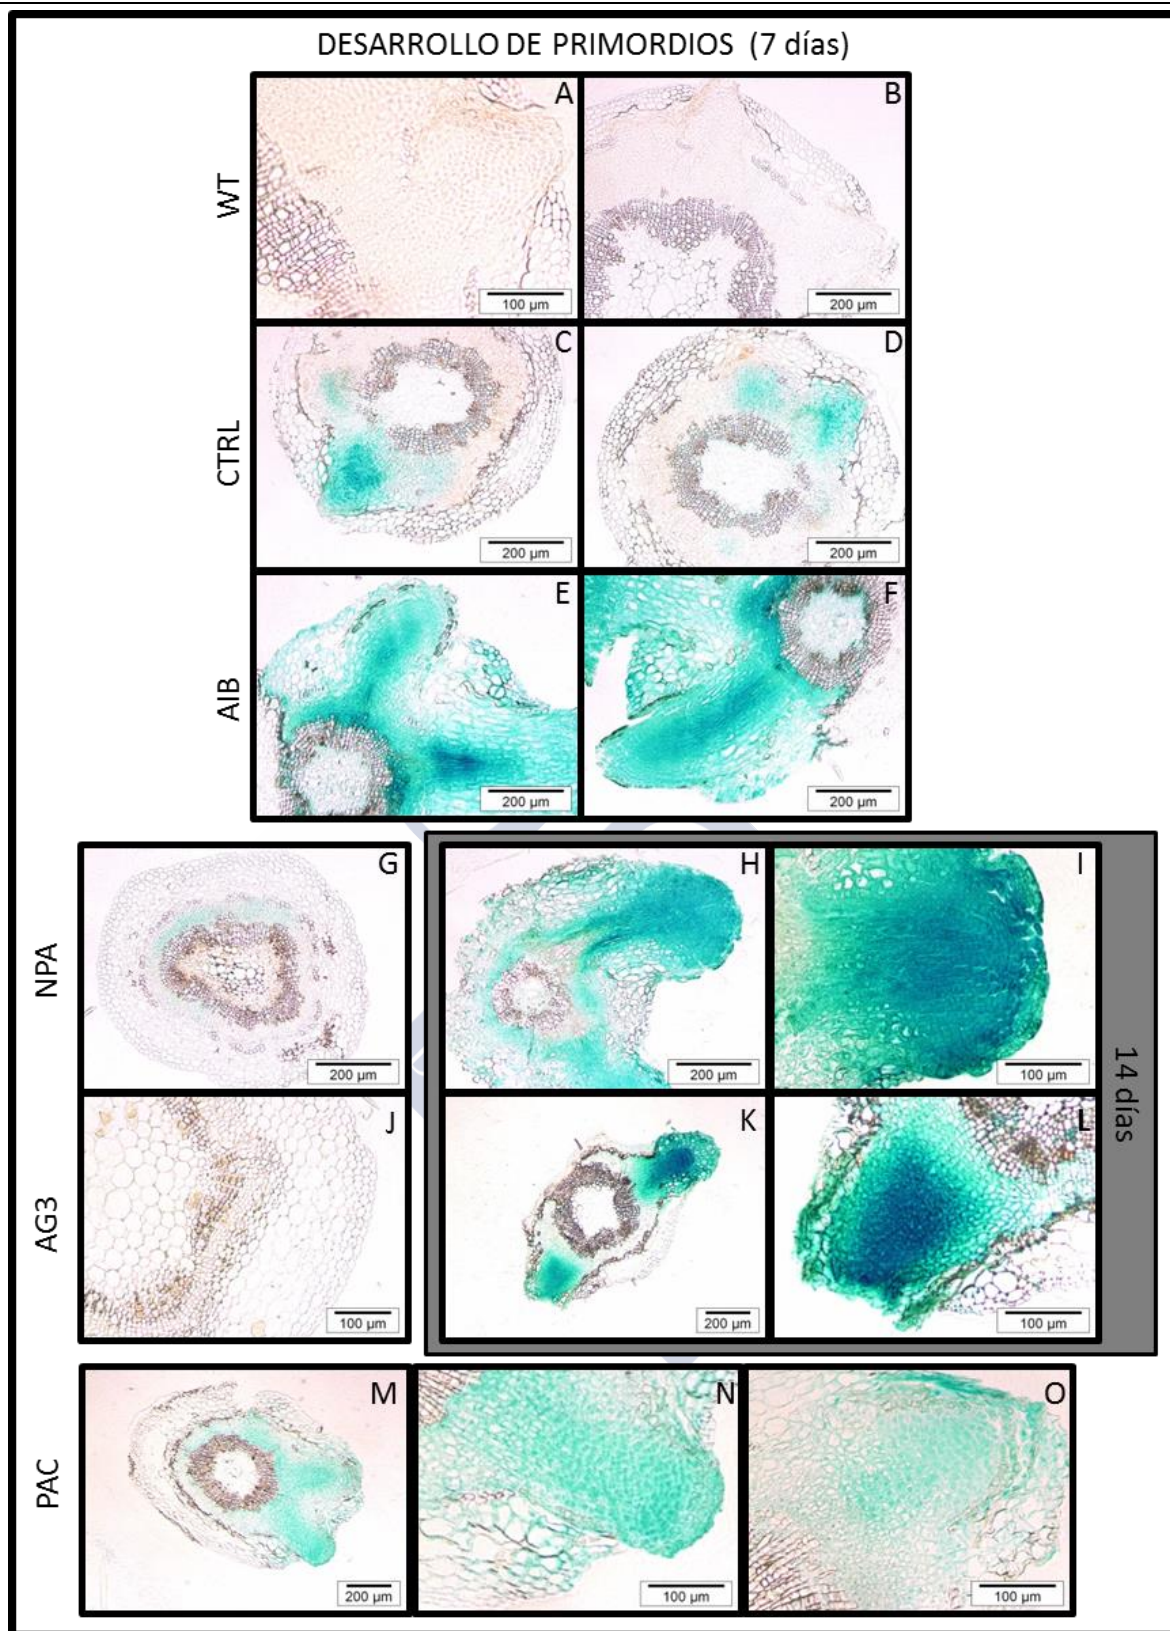 DESARROLLO DE PRIMORDIOS (7 días)
WT
A
100 µm
B
200 µm
CTRL
C
200 µm
D
200 µm
AIB
E
200 µm
F
200 µm
NPA
G
200 µm
H
200 µm
I
100 µm
14 días
AG3
J
100 µm
K
200 µm
L
100 µm
PAC
M
200 µm
N
100 µm
O
100 µm